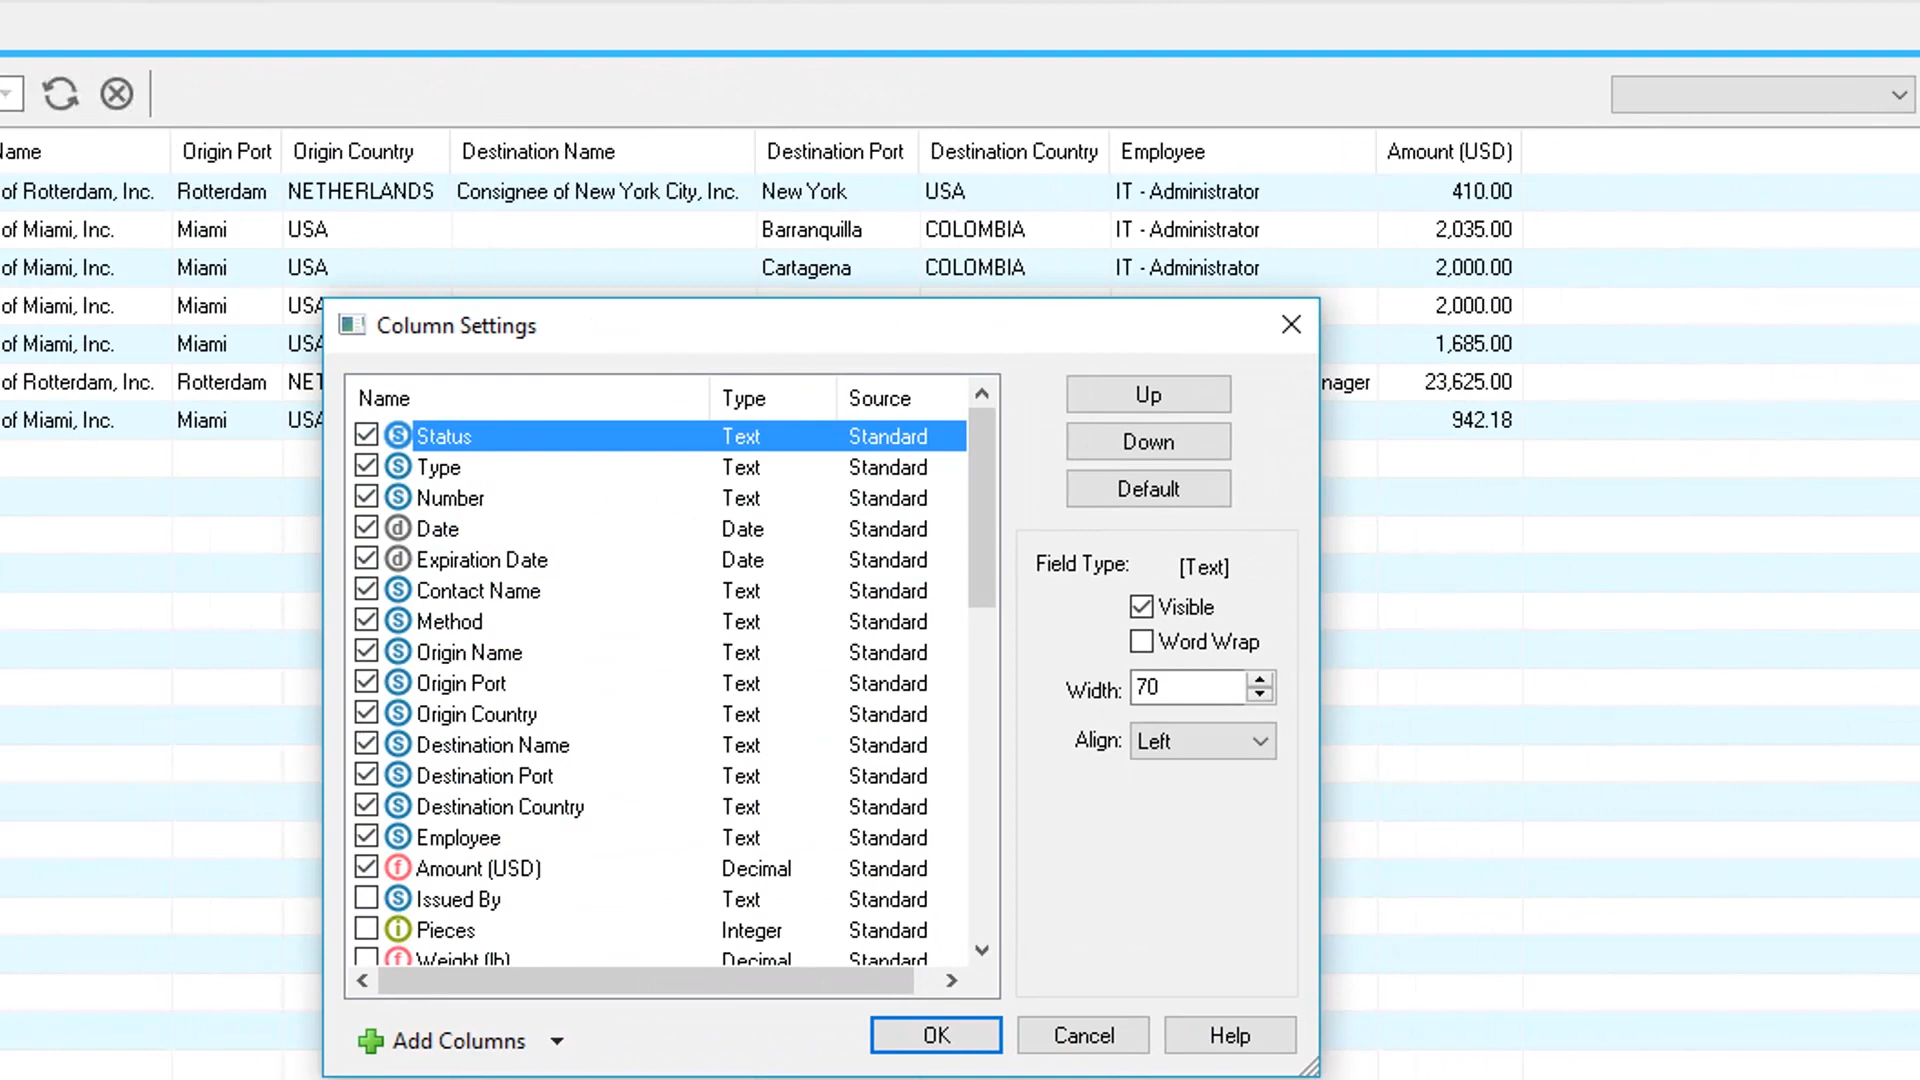 Name Origin Port Origin Country Destination Name Destination Port Destination Country Employee Amount (USD)
of Rotterdam, Inc. Rotterdam NETHERLANDS Consignee of New York City, Inc. New York USA IT - Administrator 410.00
of Miami, Inc. Miami USA Barranquilla COLOMBIA IT - Administrator 2,035.00
of Miami, Inc. Miami USA Cartagena COLOMBIA IT - Administrator 2,000.00
of Miami, Inc. Miami USA 2,000.00
of Miami, Inc. Miami USA 1,685.00
of Rotterdam, Inc. Rotterdam NET nager 23,625.00
of Miami, Inc. Miami USA 942.18
Column Settings
Name Type Source
Status Text Standard
Type Text Standard
Number Text Standard
Date Date Standard
Expiration Date Date Standard
Contact Name Text Standard
Method Text Standard
Origin Name Text Standard
Origin Port Text Standard
Origin Country Text Standard
Destination Name Text Standard
Destination Port Text Standard
Destination Country Text Standard
Employee Text Standard
Amount (USD) Decimal Standard
Issued By Text Standard
Pieces Integer Standard
Weight (lb) Decimal Standard
Up
Down
Default
Field Type: [Text]
Visible
Word Wrap
Width: 70
Align: Left
Add Columns
OK
Cancel
Help